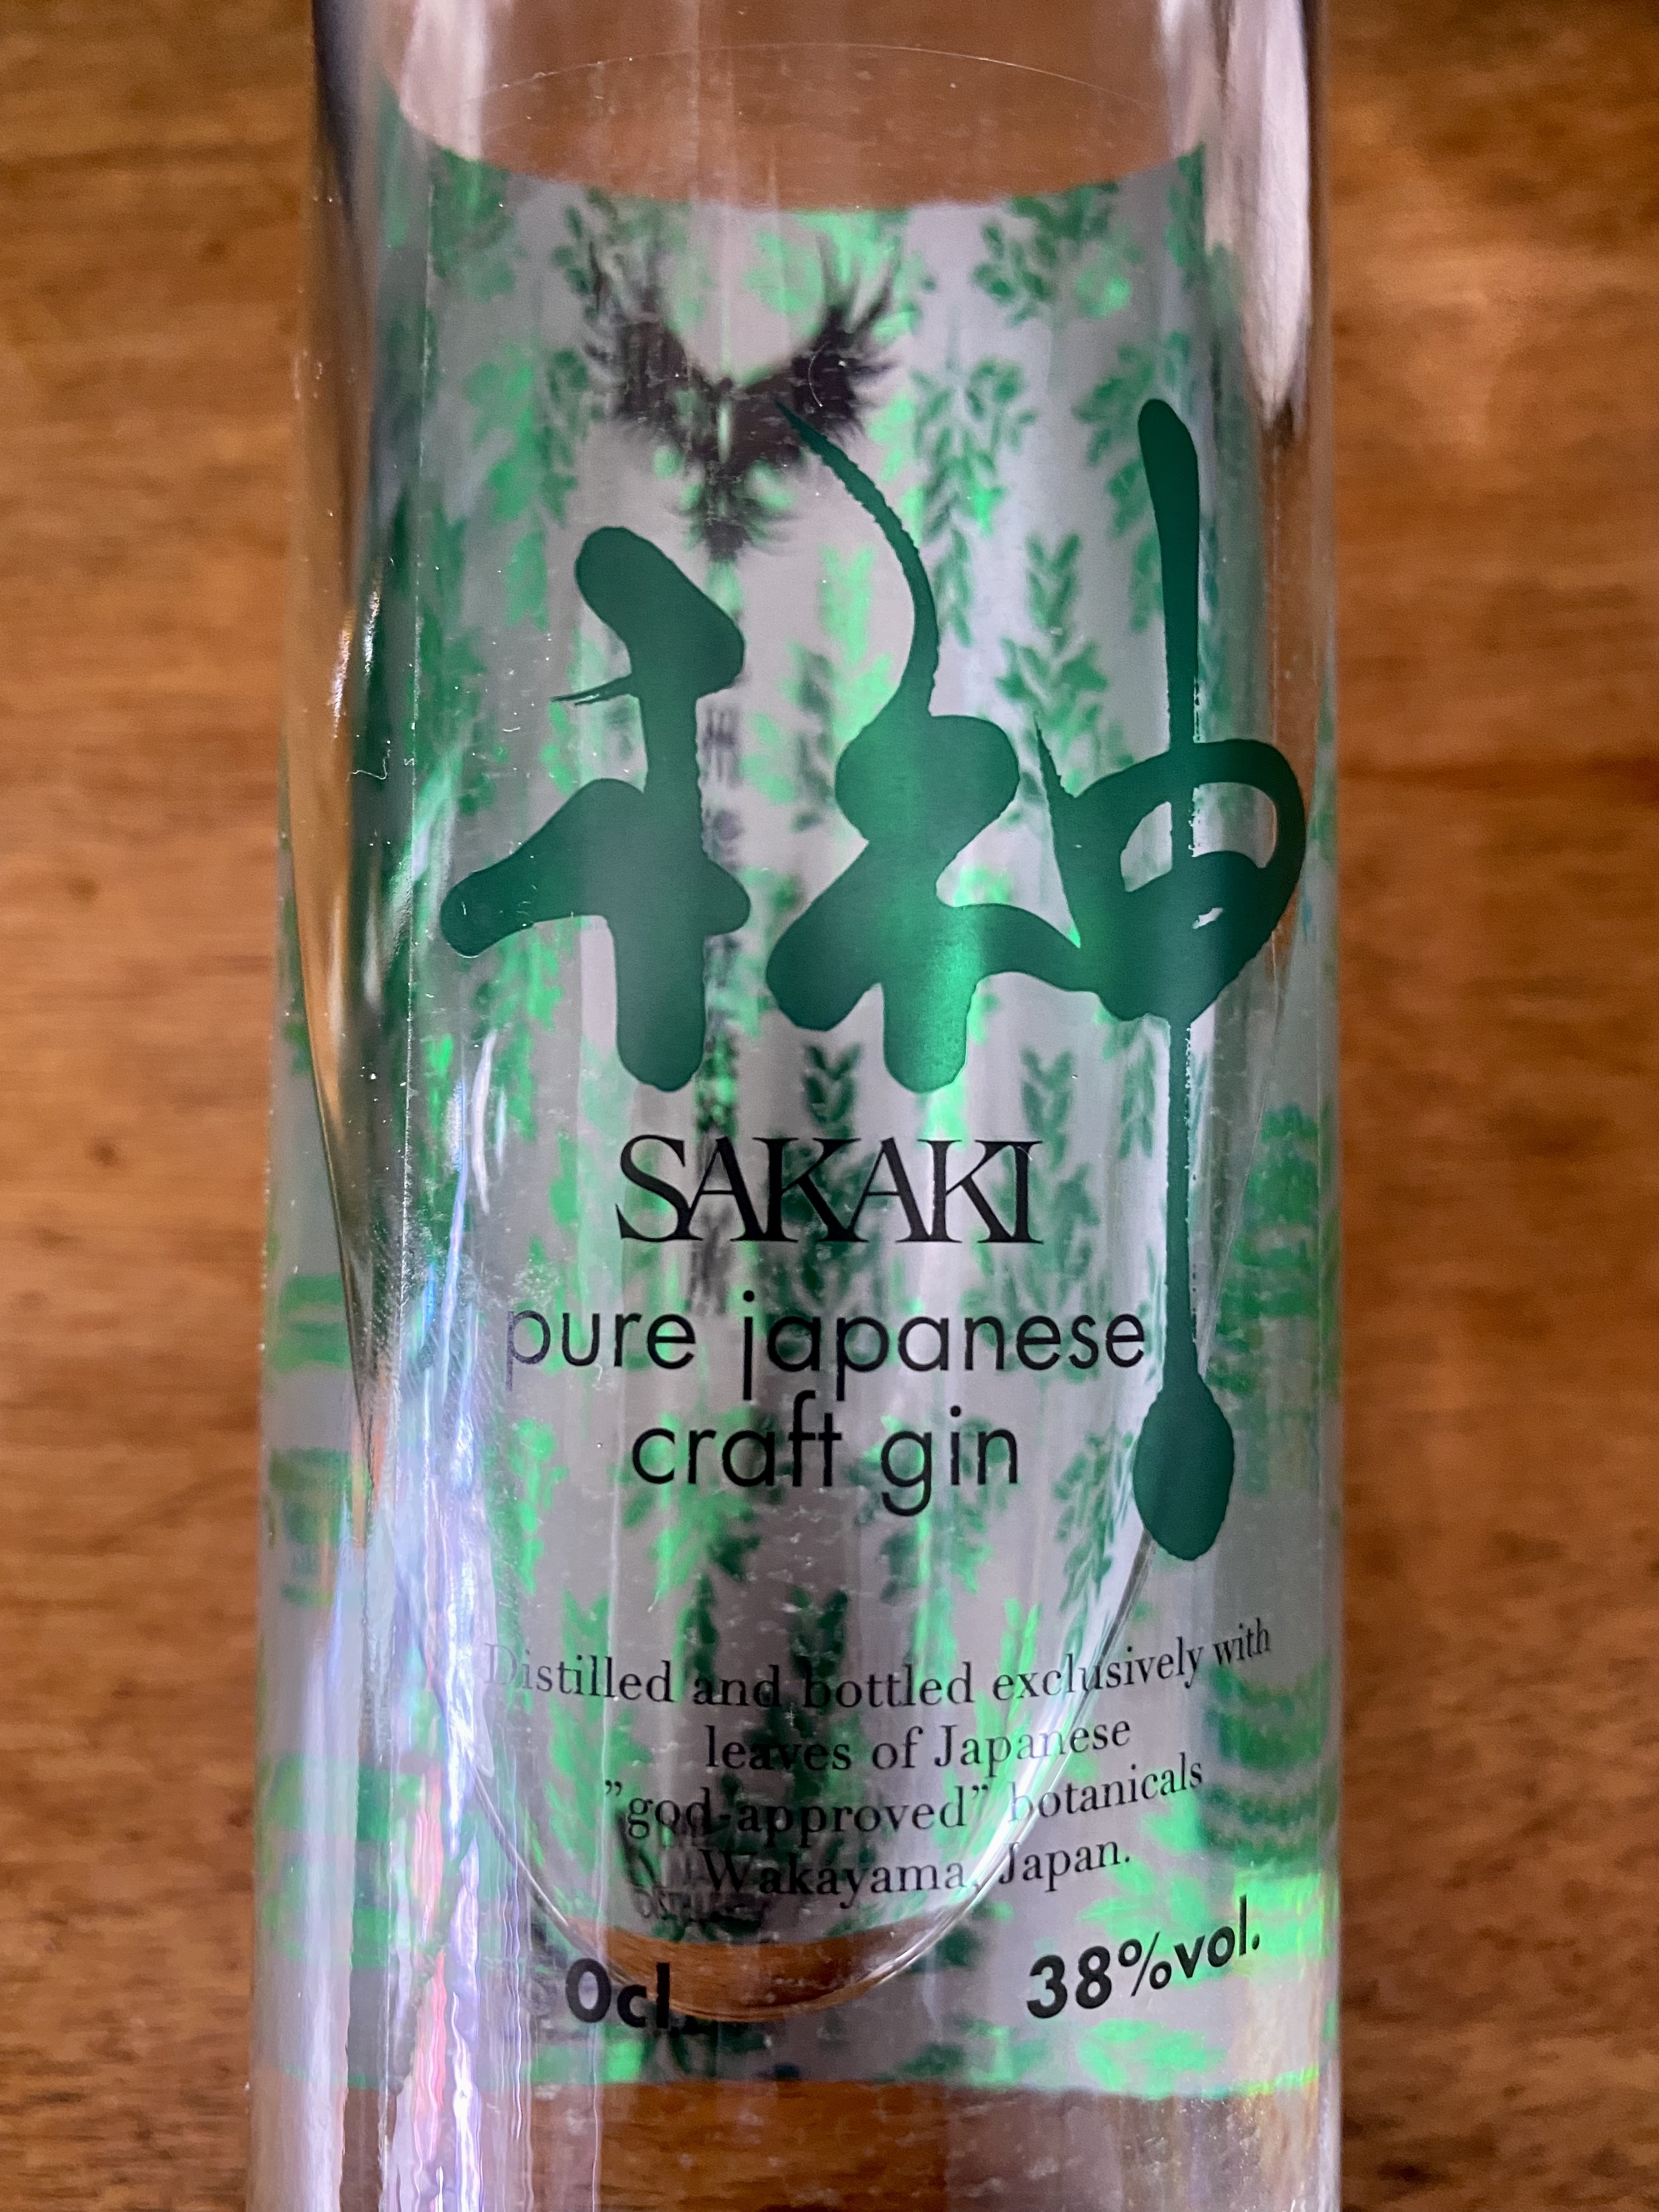 榊
SAKAKI
pure japanese
craft gin
Distilled and bottled exclusively with
leaves of Japanese
”god-approved” botanicals
Wakayama, Japan.
0cl 38%vol.